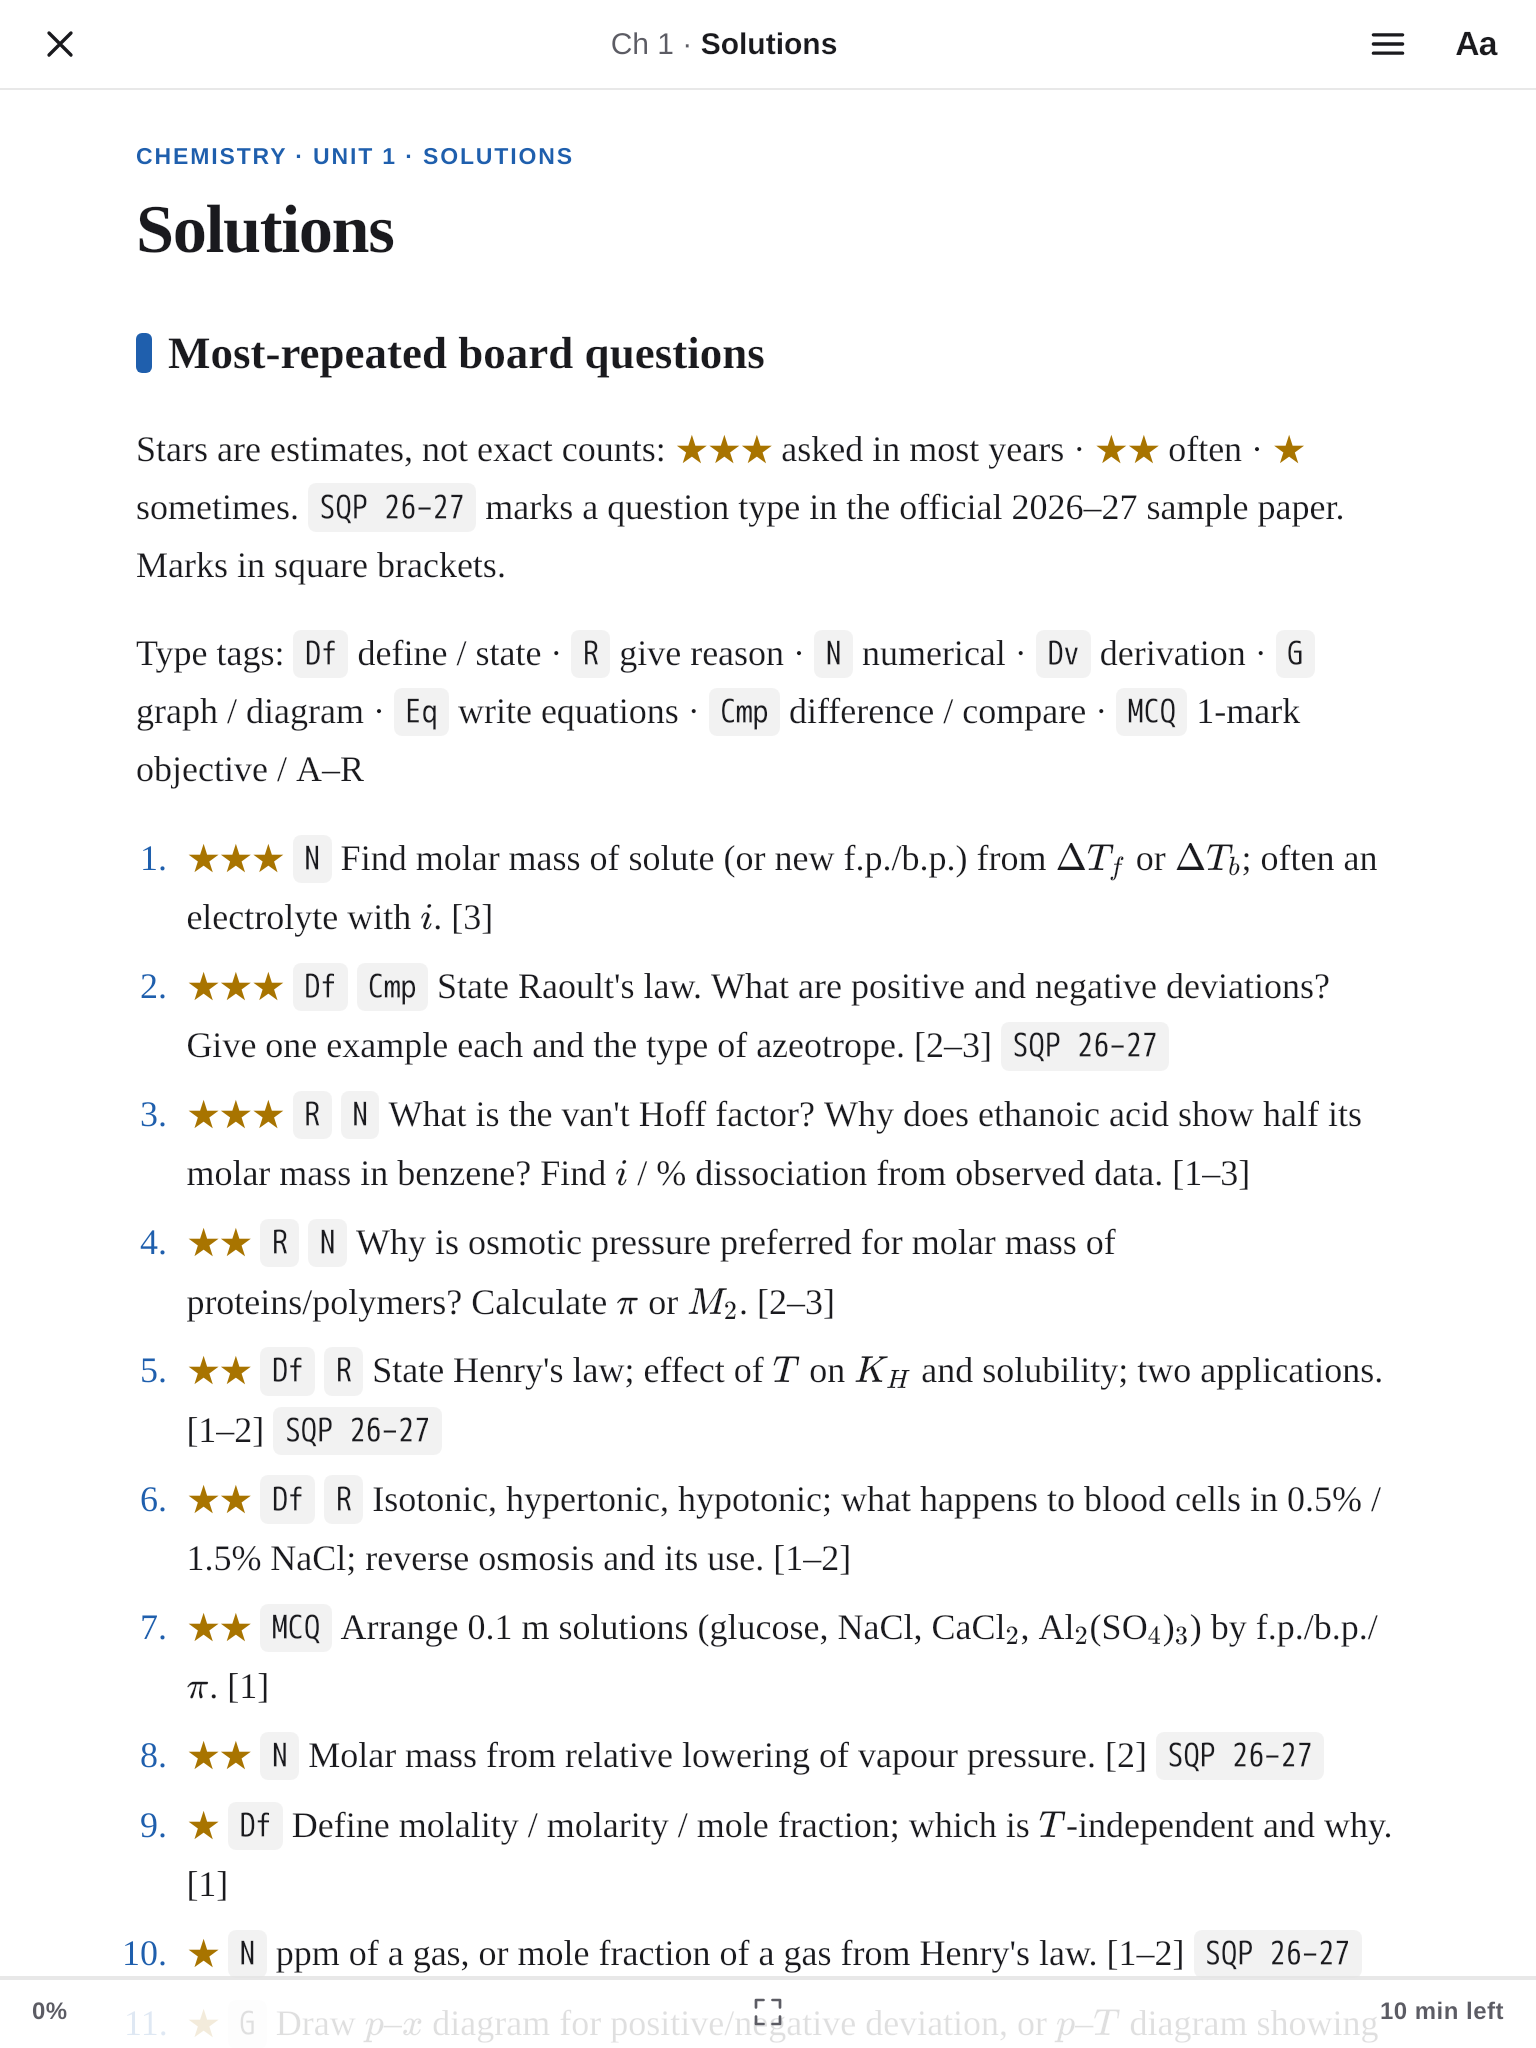 Ch 1 · Solutions
Aa
CHEMISTRY · UNIT 1 · SOLUTIONS
Solutions
Most-repeated board questions
Stars are estimates, not exact counts: ★★★ asked in most years · ★★ often · ★
sometimes. SQP 26–27 marks a question type in the official 2026–27 sample paper.
Marks in square brackets.
Type tags: Df define / state · R give reason · N numerical · Dv derivation · G
graph / diagram · Eq write equations · Cmp difference / compare · MCQ 1-mark
objective / A–R
1. ★★★ N Find molar mass of solute (or new f.p./b.p.) from ΔT_f or ΔT_b; often an
electrolyte with i. [3]
2. ★★★ Df Cmp State Raoult's law. What are positive and negative deviations?
Give one example each and the type of azeotrope. [2–3] SQP 26–27
3. ★★★ R N What is the van't Hoff factor? Why does ethanoic acid show half its
molar mass in benzene? Find i / % dissociation from observed data. [1–3]
4. ★★ R N Why is osmotic pressure preferred for molar mass of
proteins/polymers? Calculate π or M₂. [2–3]
5. ★★ Df R State Henry's law; effect of T on K_H and solubility; two applications.
[1–2] SQP 26–27
6. ★★ Df R Isotonic, hypertonic, hypotonic; what happens to blood cells in 0.5% /
1.5% NaCl; reverse osmosis and its use. [1–2]
7. ★★ MCQ Arrange 0.1 m solutions (glucose, NaCl, CaCl₂, Al₂(SO₄)₃) by f.p./b.p./
π. [1]
8. ★★ N Molar mass from relative lowering of vapour pressure. [2] SQP 26–27
9. ★ Df Define molality / molarity / mole fraction; which is T-independent and why.
[1]
10. ★ N ppm of a gas, or mole fraction of a gas from Henry's law. [1–2] SQP 26–27
11. ★ G Draw p–x diagram for positive/negative deviation, or p–T diagram showing
0%
10 min left